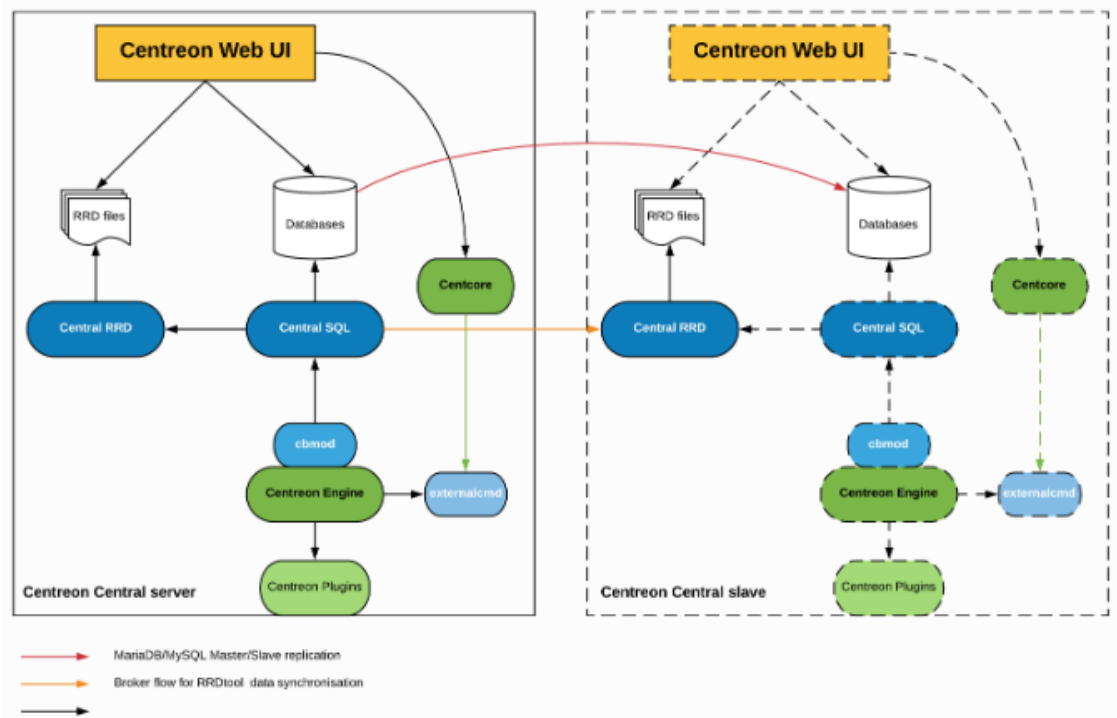 Centreon Web UI
RRD files
Databases
Centcore
Central RRD
Central SQL
cbmod
Centreon Engine
externalcmd
Centreon Plugins
Centreon Central server
Centreon Web UI
RRD files
Databases
Centcore
Central RRD
Central SQL
cbmod
Centreon Engine
externalcmd
Centreon Plugins
Centreon Central slave
MariaDB/MySQL Master/Slave replication
Broker flow for RRDtool data synchronisation